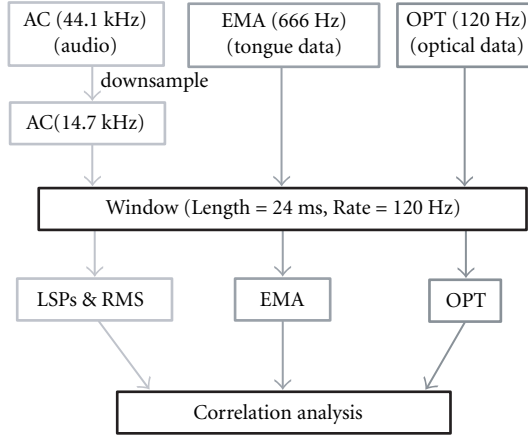 AC (44.1 kHz)
(audio)
EMA (666 Hz)
(tongue data)
OPT (120 Hz)
(optical data)
downsample
AC(14.7 kHz)
Window (Length = 24 ms, Rate = 120 Hz)
LSPs & RMS
EMA
OPT
Correlation analysis